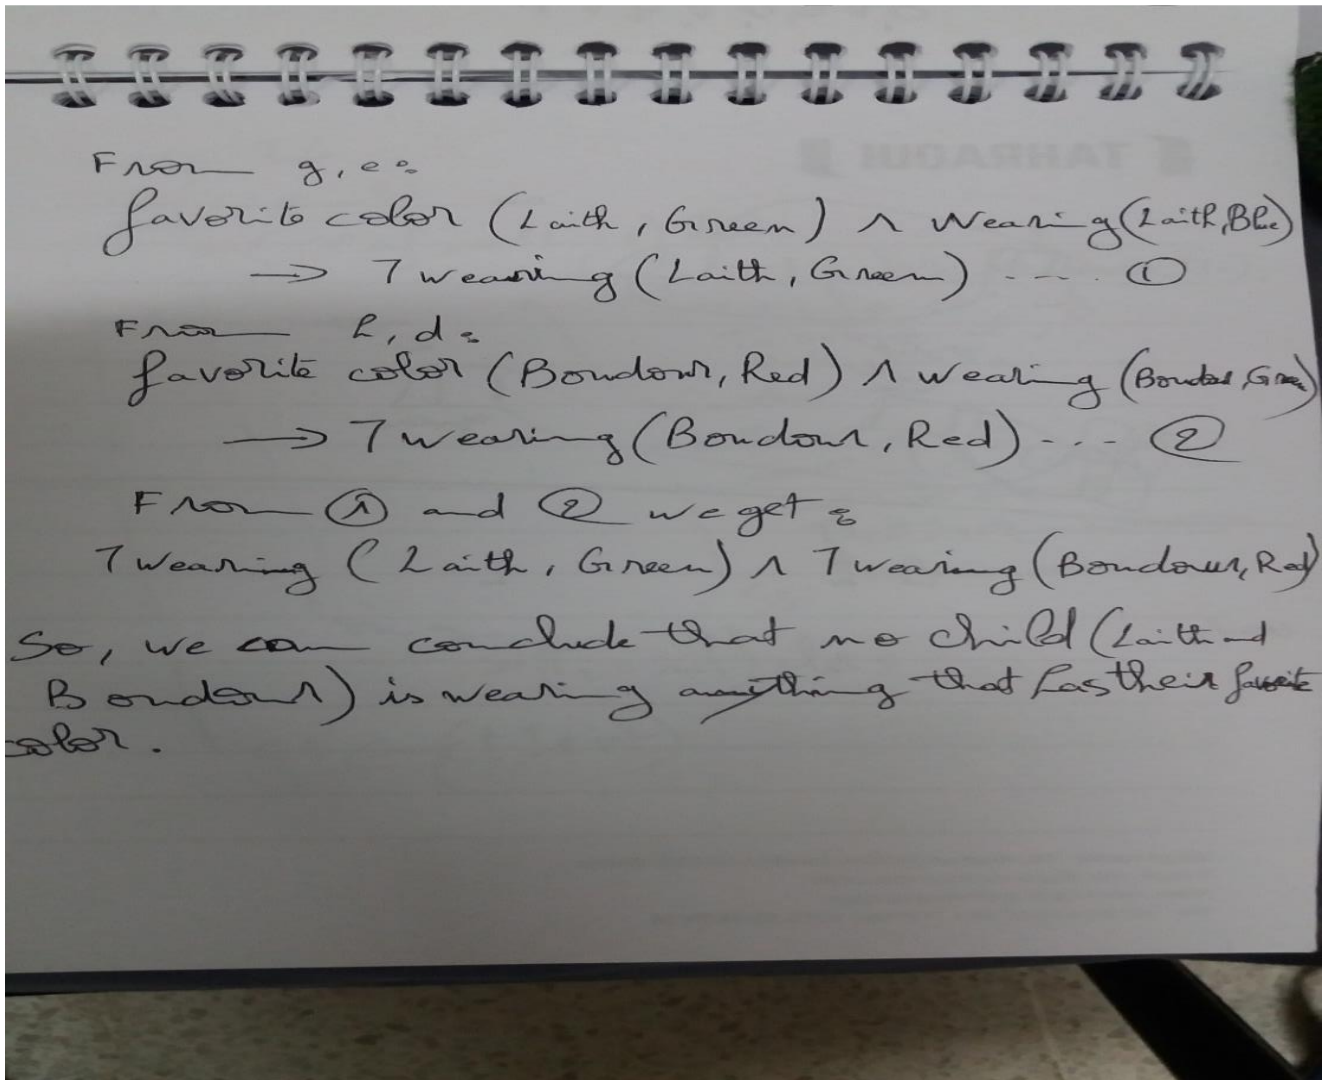 From g, e:
favorite color (Laith, Green) ∧ Wearing (Laith, Blue)
→ ¬ wearing (Laith, Green) .... ①
From h, d:
favorite color (Boudour, Red) ∧ wearing (Boudour, Green)
→ ¬ wearing (Boudour, Red) ... ②
From ① and ② we get :
¬ wearing (Laith, Green) ∧ ¬ wearing (Boudour, Red)
So, we can conclude that no child (Laith and
Boudour) is wearing anything that has their favorite
color.
TAHRAOUI